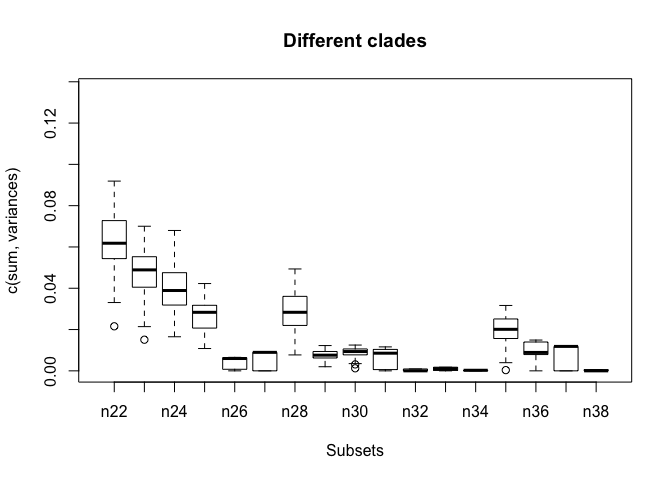 Different clades
c(sum, variances)
0.12
0.08
0.04
0.00
n22 n24 n26 n28 n30 n32 n34 n36 n38
Subsets